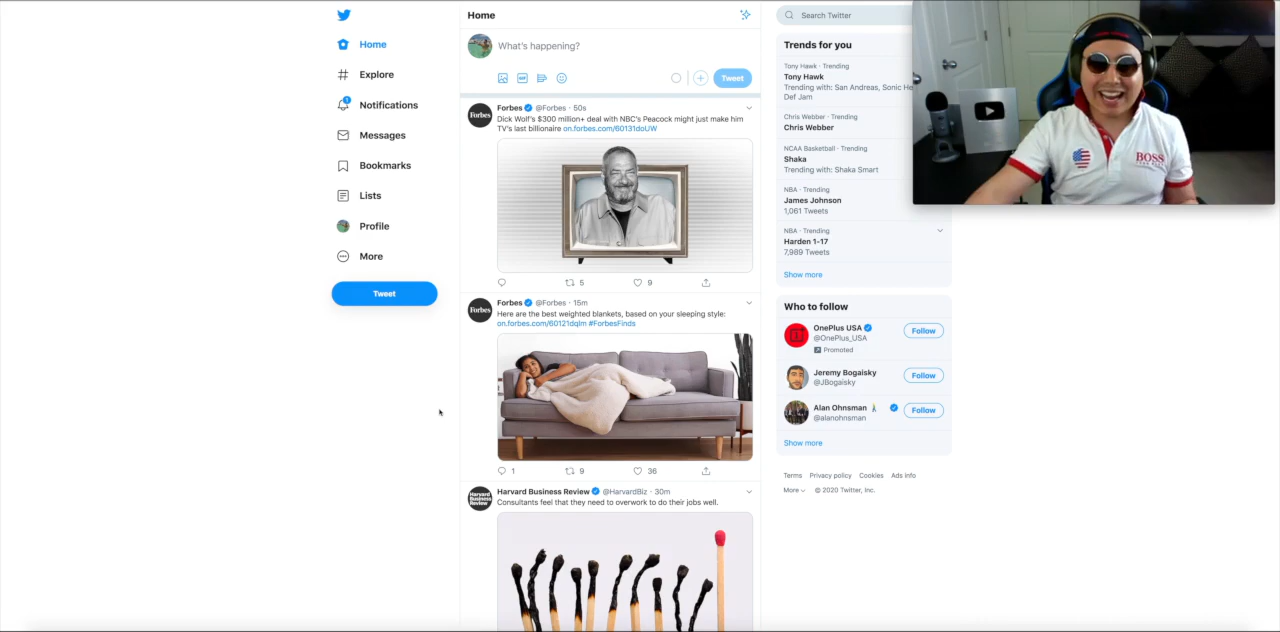 Home
Explore
1
Notifications
Messages
Bookmarks
Lists
Profile
More
Tweet
Home
What's happening?
GIF
Tweet
Forbes
Forbes @Forbes · 50s
Dick Wolf's $300 million+ deal with NBC's Peacock might just make him
TV's last billionaire on.forbes.com/60131doUW
5
9
Forbes
Forbes @Forbes · 15m
Here are the best weighted blankets, based on your sleeping style:
on.forbes.com/60121dqIm #ForbesFinds
1
9
36
Harvard
Business
Review
Harvard Business Review @HarvardBiz · 30m
Consultants feel that they need to overwork to do their jobs well.
Search Twitter
Trends for you
Tony Hawk · Trending
Tony Hawk
Trending with: San Andreas, Sonic He
Def Jam
Chris Webber · Trending
Chris Webber
NCAA Basketball · Trending
Shaka
Trending with: Shaka Smart
NBA · Trending
James Johnson
1,061 Tweets
NBA · Trending
Harden 1-17
7,989 Tweets
Show more
Who to follow
OnePlus USA
@OnePlus_USA
Promoted
Follow
Jeremy Bogaisky
@JBogaisky
Follow
Alan Ohnsman
@alanohnsman
Follow
Show more
Terms Privacy policy Cookies Ads info
More © 2020 Twitter, Inc.
BOSS